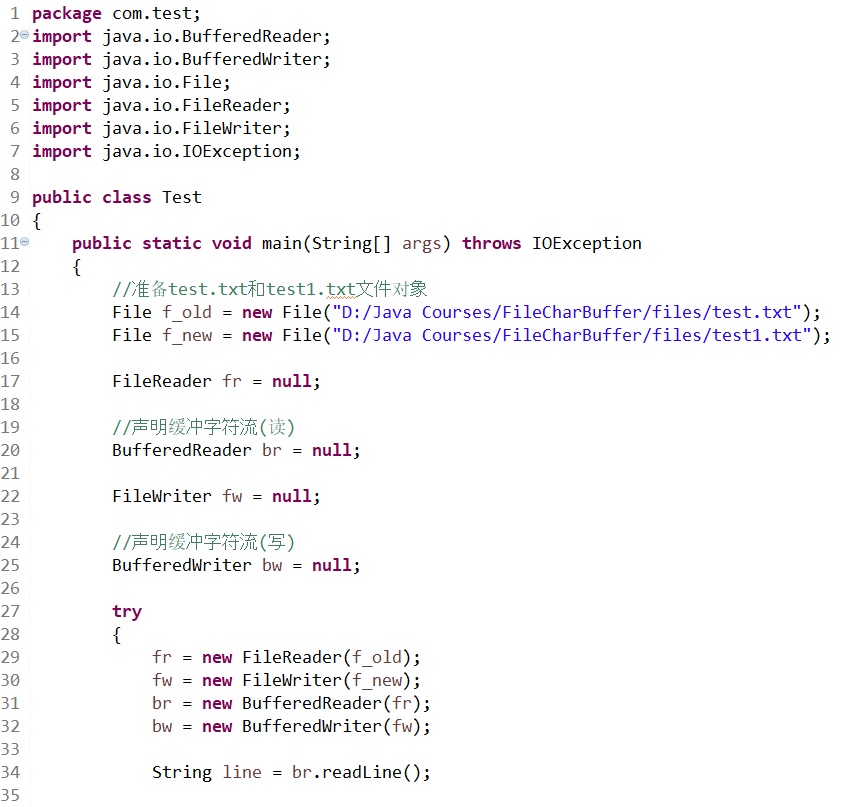 1 package com.test;
2 import java.io.BufferedReader;
3 import java.io.BufferedWriter;
4 import java.io.File;
5 import java.io.FileReader;
6 import java.io.FileWriter;
7 import java.io.IOException;
8
9 public class Test
10 {
11     public static void main(String[] args) throws IOException
12     {
13         //准备test.txt和test1.txt文件对象
14         File f_old = new File("D:/Java Courses/FileCharBuffer/files/test.txt");
15         File f_new = new File("D:/Java Courses/FileCharBuffer/files/test1.txt");
16
17         FileReader fr = null;
18
19         //声明缓冲字符流(读)
20         BufferedReader br = null;
21
22         FileWriter fw = null;
23
24         //声明缓冲字符流(写)
25         BufferedWriter bw = null;
26
27         try
28         {
29             fr = new FileReader(f_old);
30             fw = new FileWriter(f_new);
31             br = new BufferedReader(fr);
32             bw = new BufferedWriter(fw);
33
34             String line = br.readLine();
35